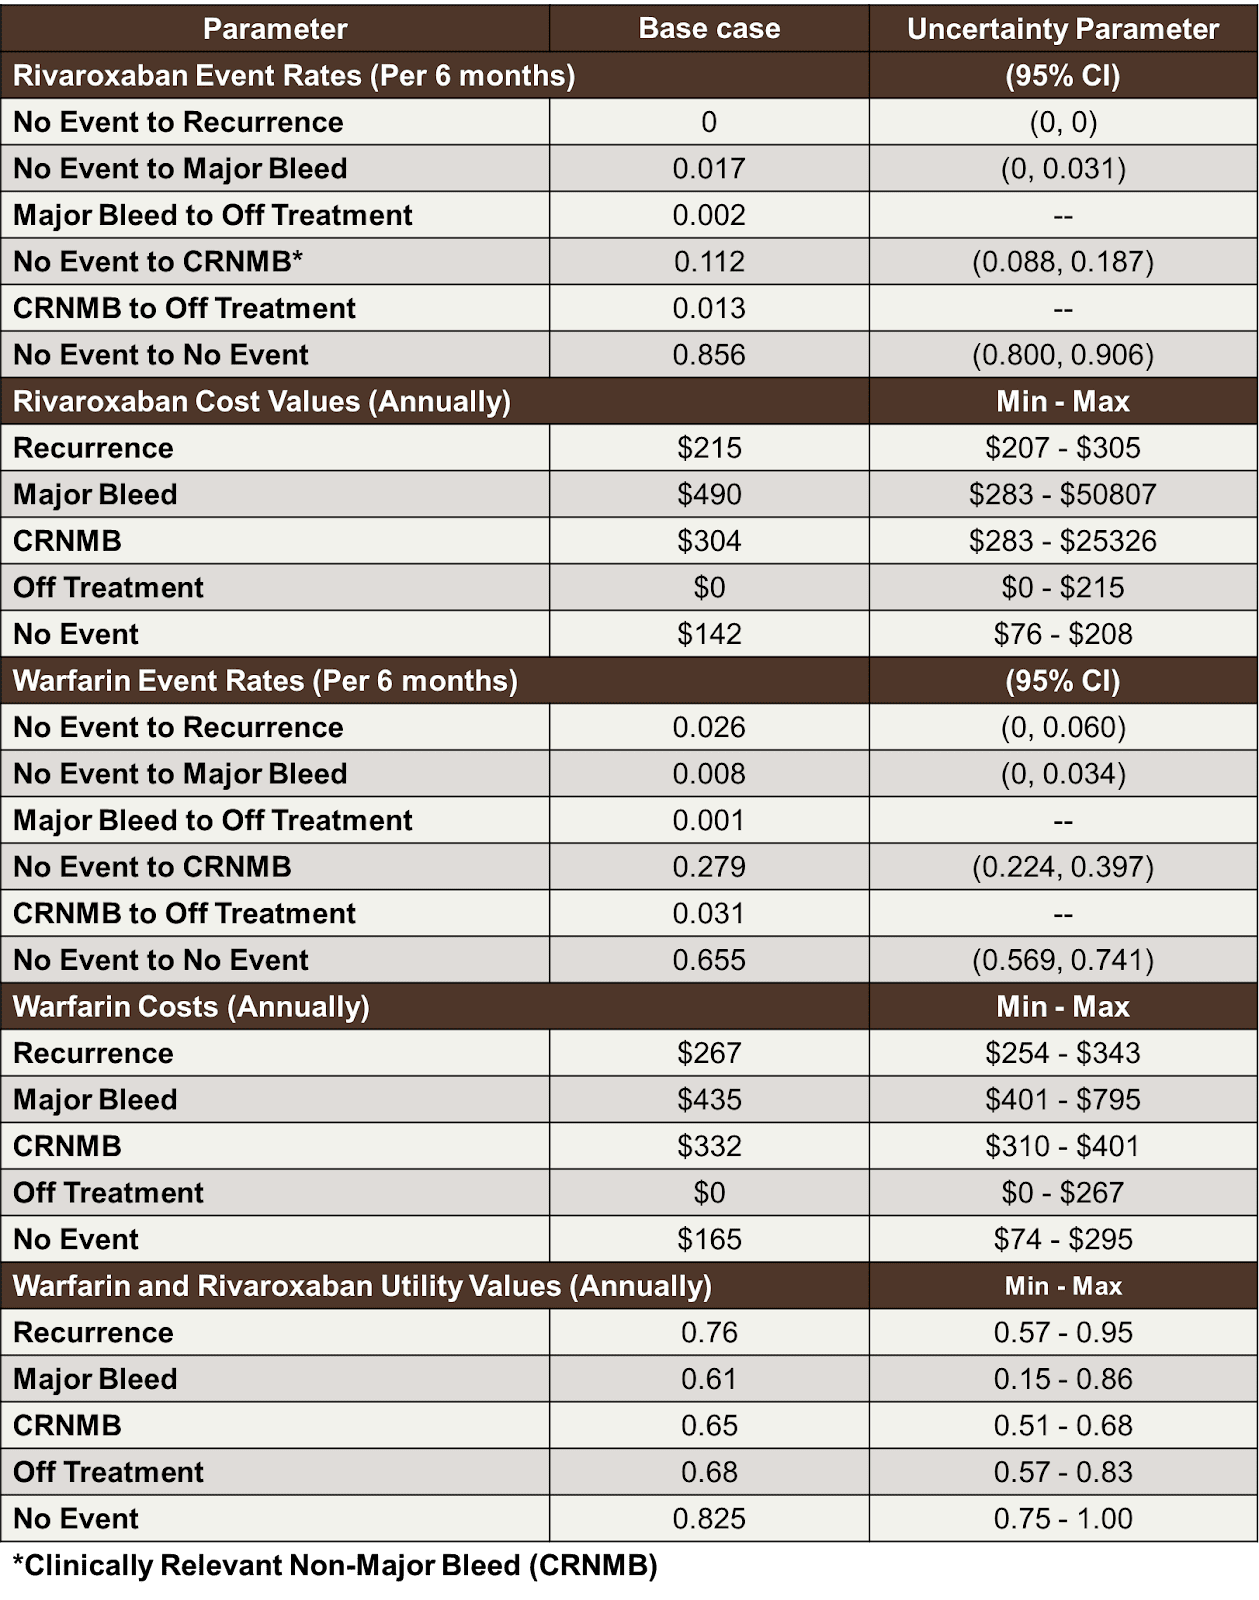 Parameter Base case Uncertainty Parameter
Rivaroxaban Event Rates (Per 6 months) (95% CI)
No Event to Recurrence 0 (0, 0)
No Event to Major Bleed 0.017 (0, 0.031)
Major Bleed to Off Treatment 0.002 --
No Event to CRNMB* 0.112 (0.088, 0.187)
CRNMB to Off Treatment 0.013 --
No Event to No Event 0.856 (0.800, 0.906)
Rivaroxaban Cost Values (Annually) Min - Max
Recurrence $215 $207 - $305
Major Bleed $490 $283 - $50807
CRNMB $304 $283 - $25326
Off Treatment $0 $0 - $215
No Event $142 $76 - $208
Warfarin Event Rates (Per 6 months) (95% CI)
No Event to Recurrence 0.026 (0, 0.060)
No Event to Major Bleed 0.008 (0, 0.034)
Major Bleed to Off Treatment 0.001 --
No Event to CRNMB 0.279 (0.224, 0.397)
CRNMB to Off Treatment 0.031 --
No Event to No Event 0.655 (0.569, 0.741)
Warfarin Costs (Annually) Min - Max
Recurrence $267 $254 - $343
Major Bleed $435 $401 - $795
CRNMB $332 $310 - $401
Off Treatment $0 $0 - $267
No Event $165 $74 - $295
Warfarin and Rivaroxaban Utility Values (Annually) Min - Max
Recurrence 0.76 0.57 - 0.95
Major Bleed 0.61 0.15 - 0.86
CRNMB 0.65 0.51 - 0.68
Off Treatment 0.68 0.57 - 0.83
No Event 0.825 0.75 - 1.00
*Clinically Relevant Non-Major Bleed (CRNMB)